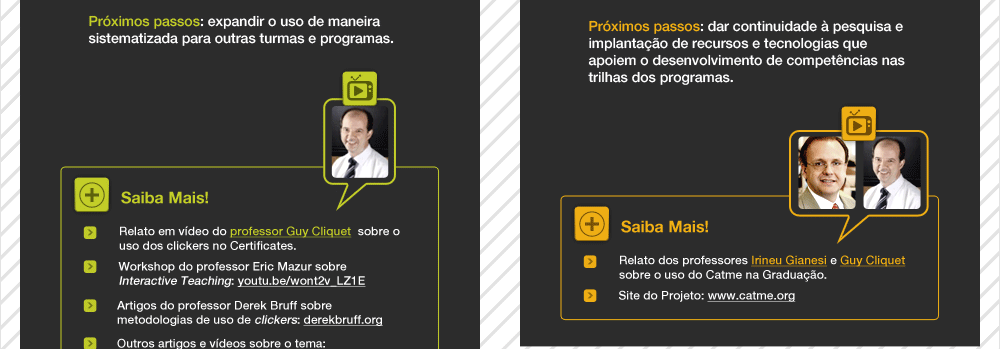 Próximos passos: expandir o uso de maneira
sistematizada para outras turmas e programas.
Saiba Mais!
Relato em vídeo do professor Guy Cliquet sobre o
uso dos clickers no Certificates.
Workshop do professor Eric Mazur sobre
Interactive Teaching: youtu.be/wont2v_LZ1E
Artigos do professor Derek Bruff sobre
metodologias de uso de clickers: derekbruff.org
Outros artigos e vídeos sobre o tema:
Próximos passos: dar continuidade à pesquisa e
implantação de recursos e tecnologias que
apoiem o desenvolvimento de competências nas
trilhas dos programas.
Saiba Mais!
Relato dos professores Irineu Gianesi e Guy Cliquet
sobre o uso do Catme na Graduação.
Site do Projeto: www.catme.org